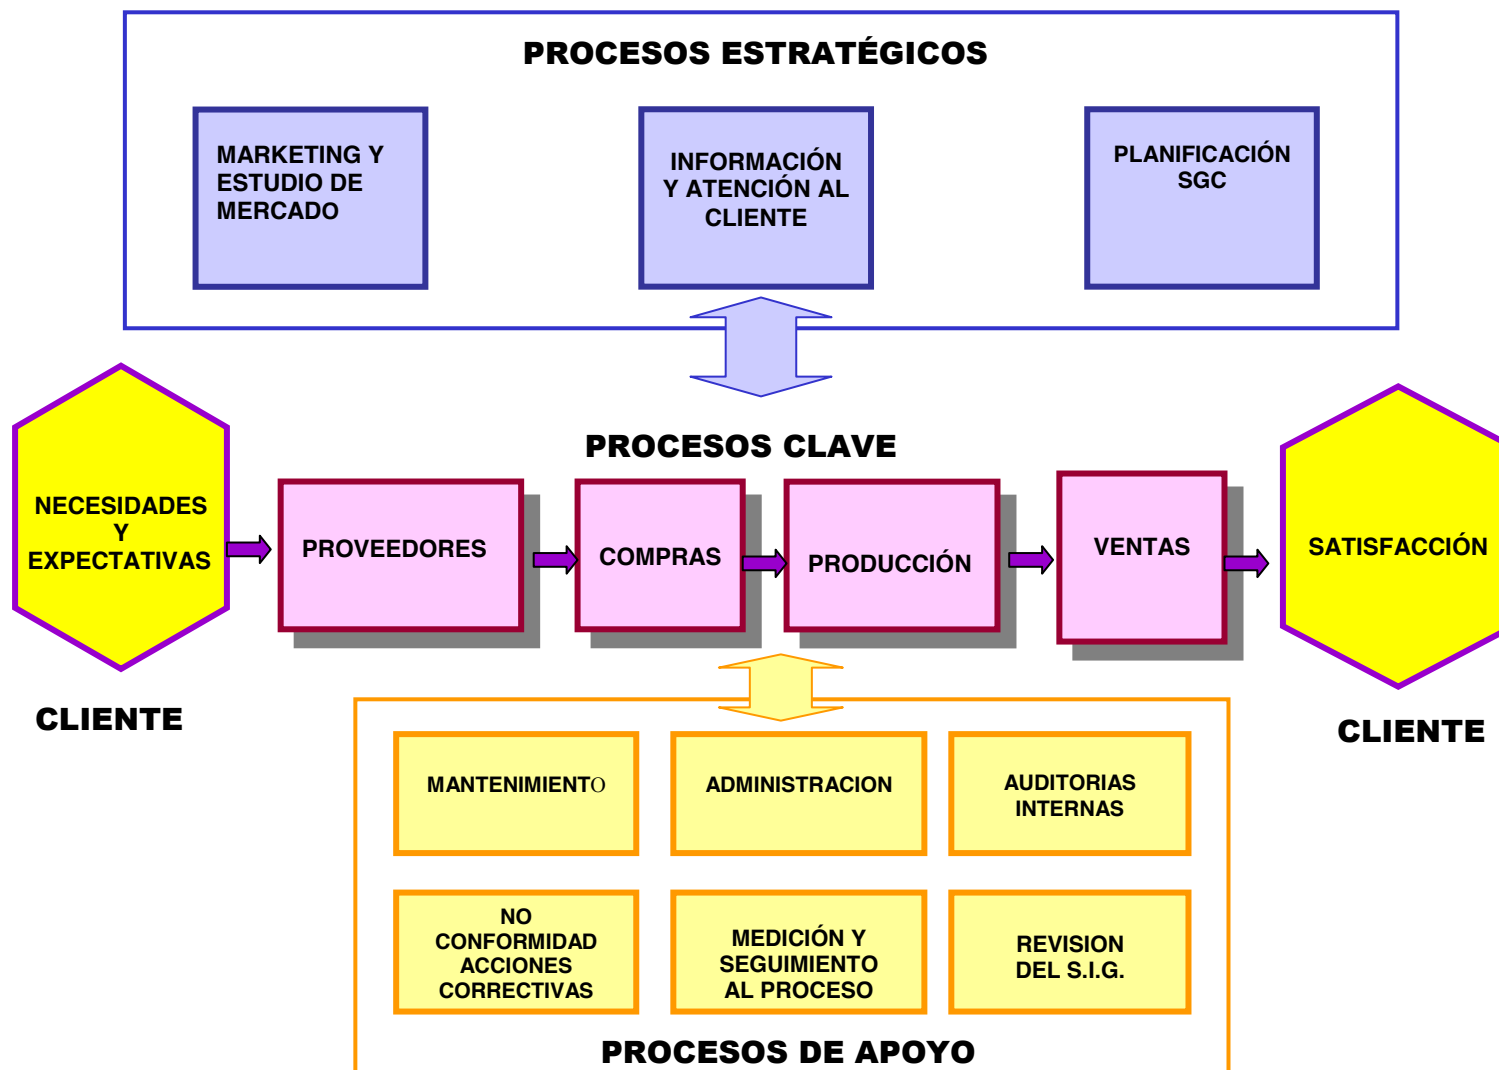 PROCESOS ESTRATÉGICOS
MARKETING Y
ESTUDIO DE
MERCADO
INFORMACIÓN
Y ATENCIÓN AL
CLIENTE
PLANIFICACIÓN
SGC
PROCESOS CLAVE
NECESIDADES
Y
EXPECTATIVAS
PROVEEDORES
COMPRAS
PRODUCCIÓN
VENTAS
SATISFACCIÓN
CLIENTE
CLIENTE
MANTENIMIENTO
ADMINISTRACION
AUDITORIAS
INTERNAS
NO
CONFORMIDAD
ACCIONES
CORRECTIVAS
MEDICIÓN Y
SEGUIMIENTO
AL PROCESO
REVISION
DEL S.I.G.
PROCESOS DE APOYO